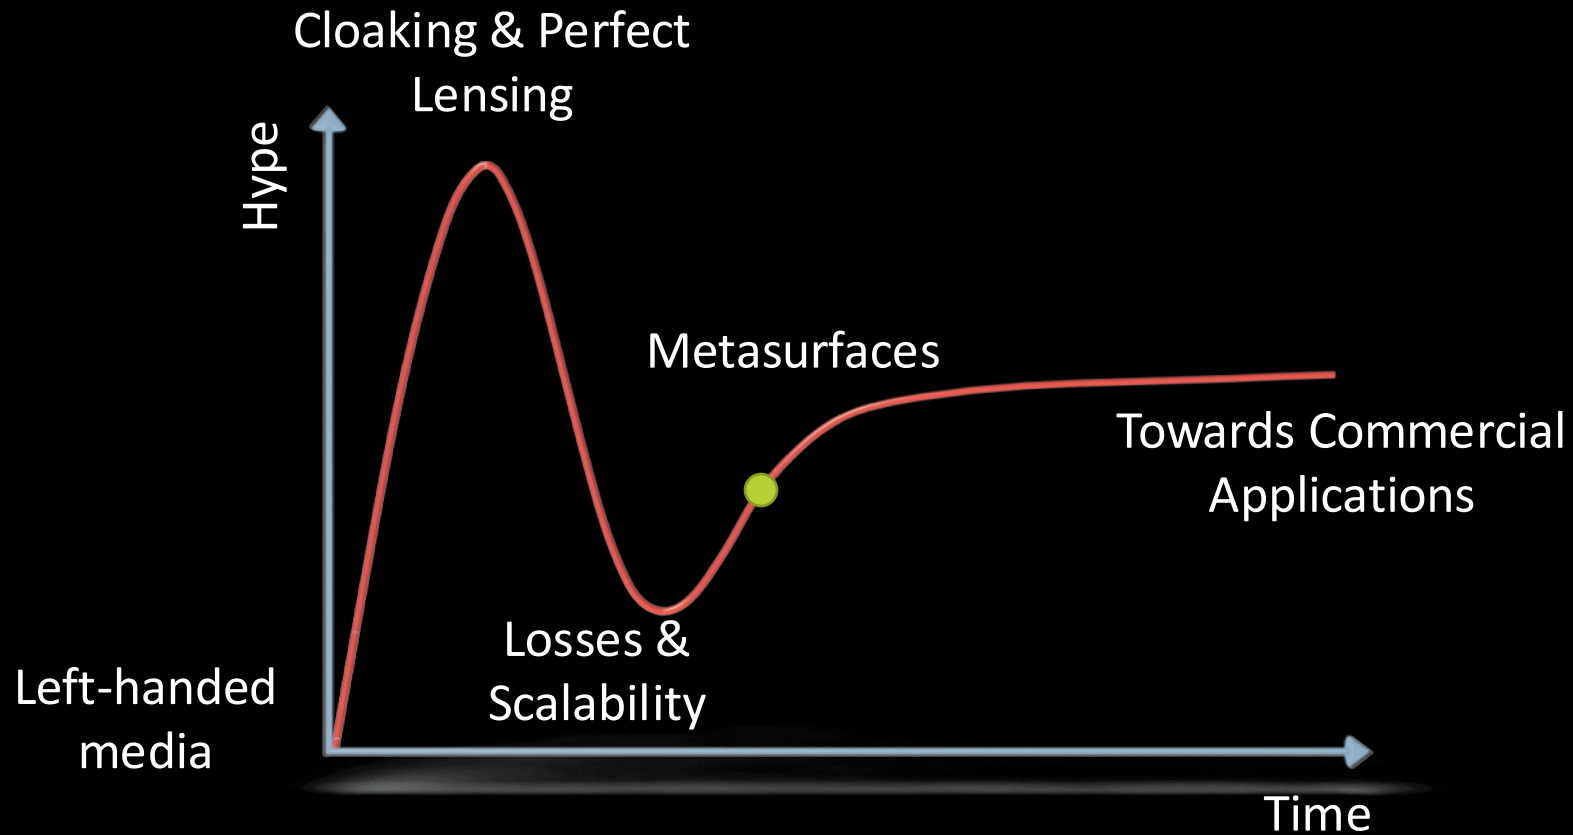 Cloaking & Perfect
Lensing
Hype
Metasurfaces
Towards Commercial
Applications
Losses &
Scalability
Left-handed
media
Time